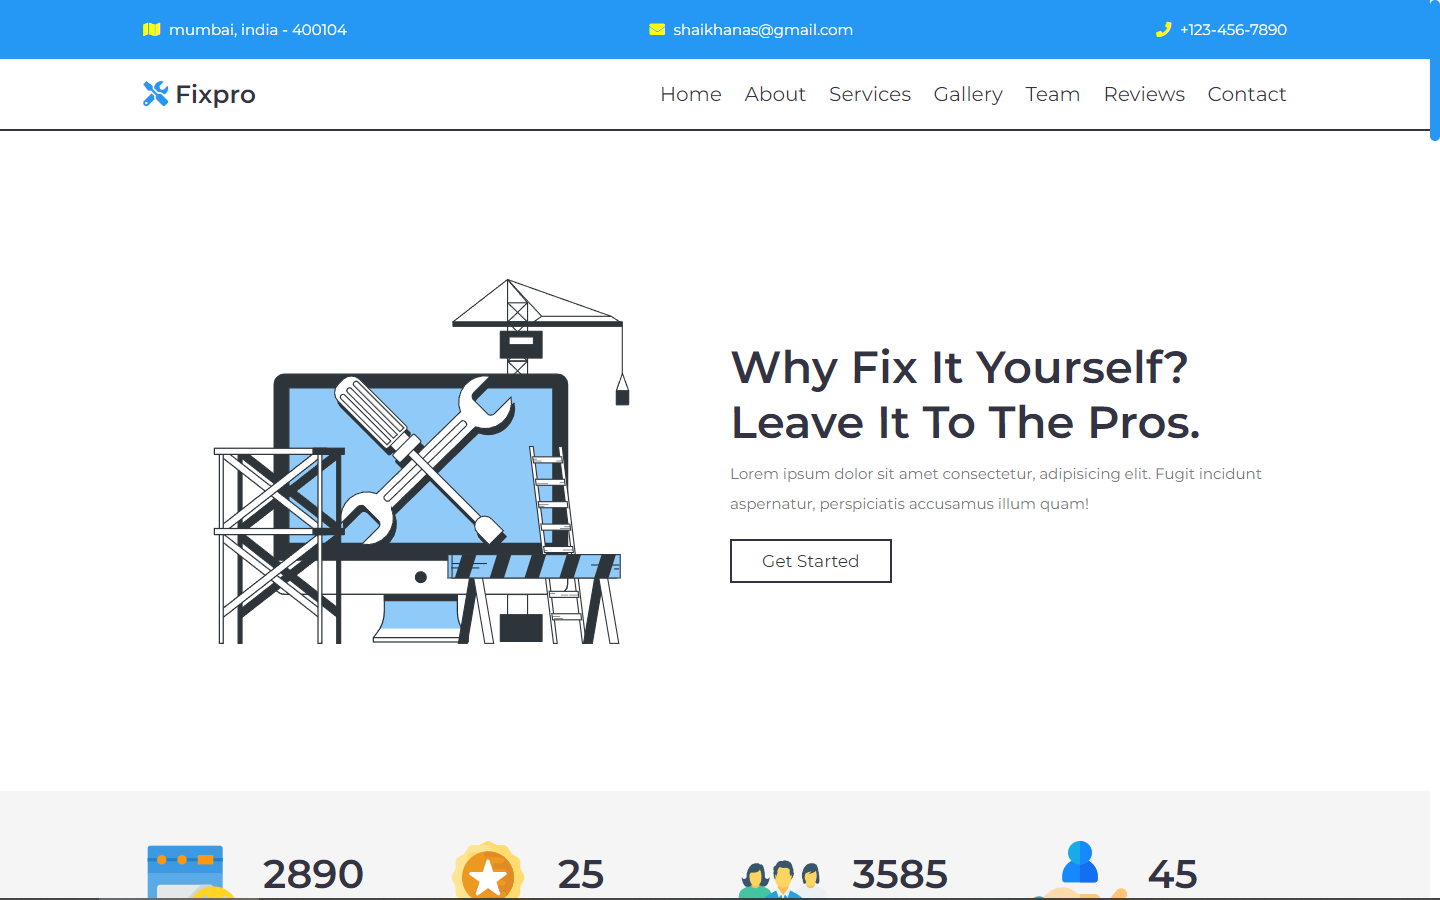 mumbai, india - 400104
shaikhanas@gmail.com
+123-456-7890
Fixpro
Home About Services Gallery Team Reviews Contact
Why Fix It Yourself?
Leave It To The Pros.
Lorem ipsum dolor sit amet consectetur, adipisicing elit. Fugit incidunt
aspernatur, perspiciatis accusamus illum quam!
Get Started
2890
25
3585
45